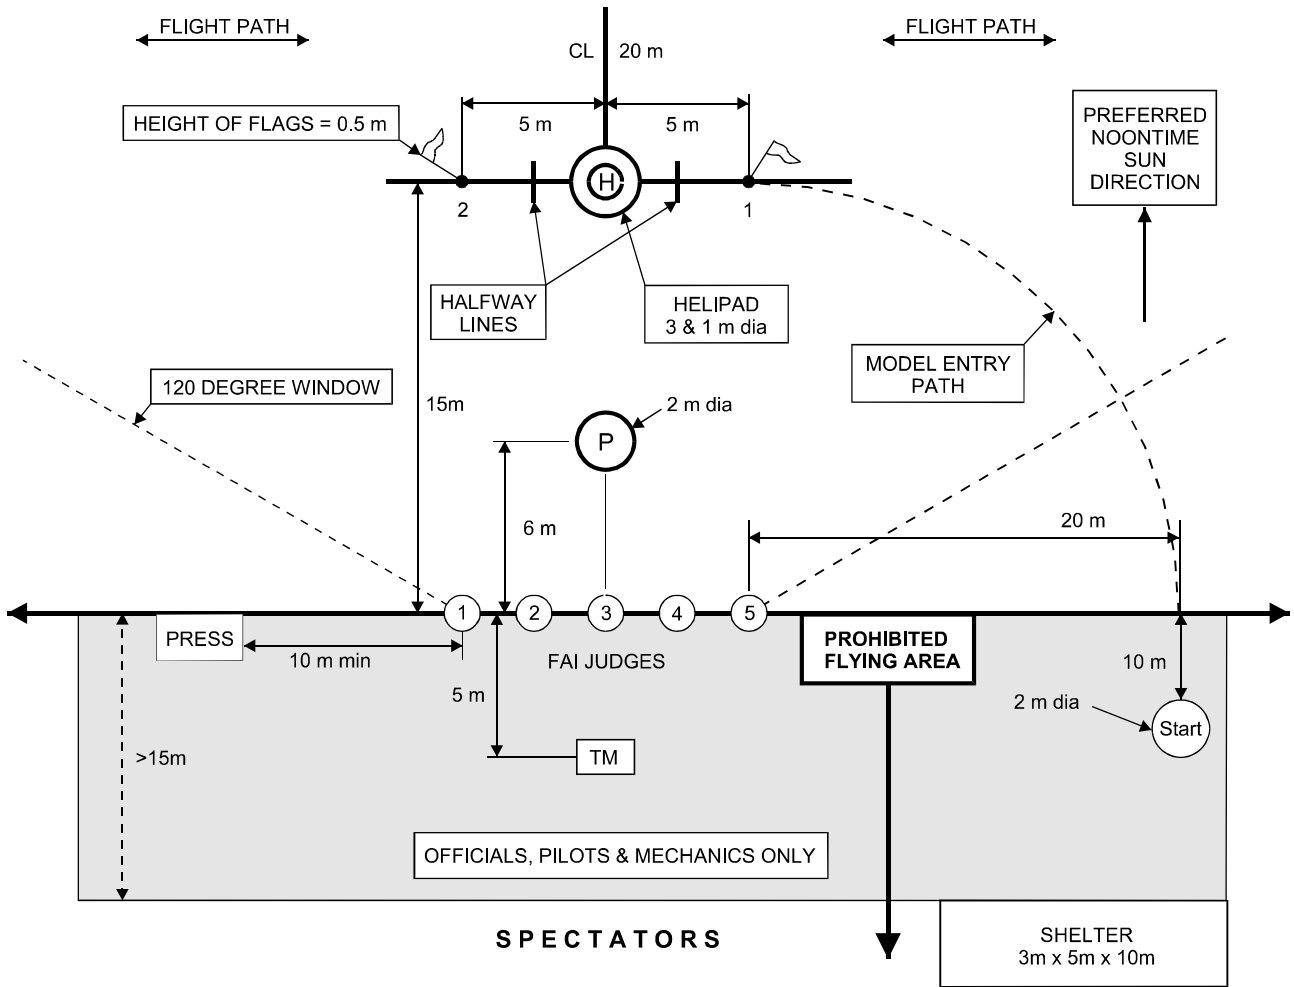 FLIGHT PATH
FLIGHT PATH
CL
20 m
HEIGHT OF FLAGS = 0.5 m
5 m
5 m
PREFERRED
NOONTIME
SUN
DIRECTION
H
2
1
HALFWAY
LINES
HELIPAD
3 & 1 m dia
MODEL ENTRY
PATH
120 DEGREE WINDOW
15m
2 m dia
P
6 m
20 m
1
2
3
4
5
PRESS
10 m min
FAI JUDGES
PROHIBITED
FLYING AREA
10 m
5 m
2 m dia
Start
>15m
TM
OFFICIALS, PILOTS & MECHANICS ONLY
SPECTATORS
SHELTER
3m x 5m x 10m